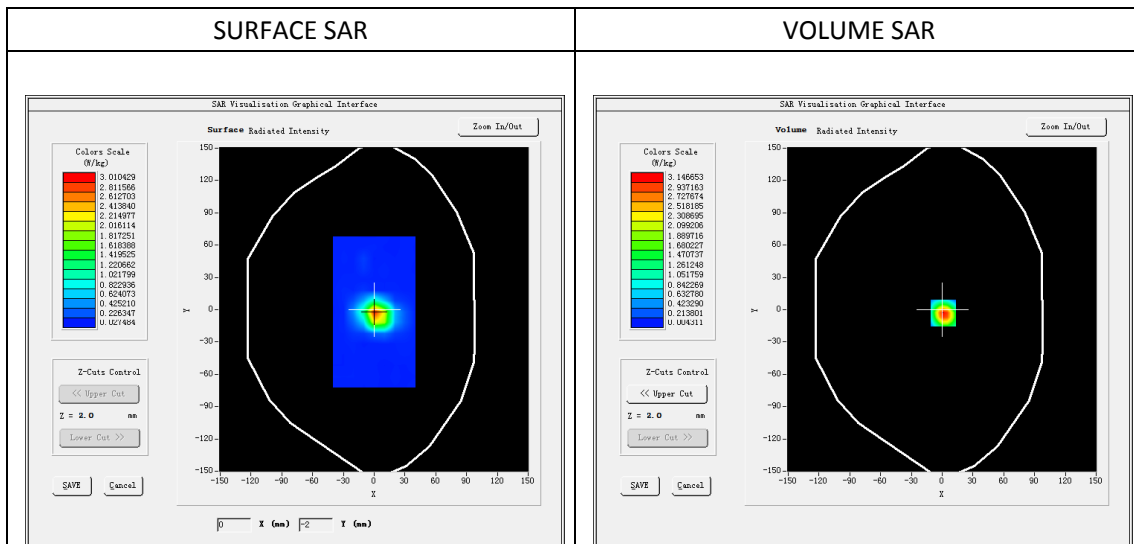 SURFACE SAR
VOLUME SAR
SAR Visualisation Graphical Interface
Surface Radiated Intensity
Zoom In/Out
Colors Scale
(W/kg)
3.010429
2.811566
2.612703
2.413840
2.214977
2.016114
1.817251
1.618388
1.419525
1.220662
1.021799
0.822936
0.624073
0.425210
0.226347
0.027484
150
120
90
60
30
0
-30
-60
-90
-120
-150
Y
-150 -120 -90 -60 -30 0 30 60 90 120 150
X
Z-Cuts Control
<< Upper Cut
Z = 2.0 mm
Lower Cut >>
SAVE Cancel
0 X (mm) -2 Y (mm)
SAR Visualisation Graphical Interface
Volume Radiated Intensity
Zoom In/Out
Colors Scale
(W/kg)
3.146653
2.937163
2.727674
2.518185
2.308695
2.099206
1.889716
1.680227
1.470737
1.261248
1.051759
0.842269
0.632780
0.423290
0.213801
0.004311
150
120
90
60
30
0
-30
-60
-90
-120
-150
Y
-150 -120 -90 -60 -30 0 30 60 90 120 150
X
Z-Cuts Control
<< Upper Cut
Z = 2.0 mm
Lower Cut >>
SAVE Cancel